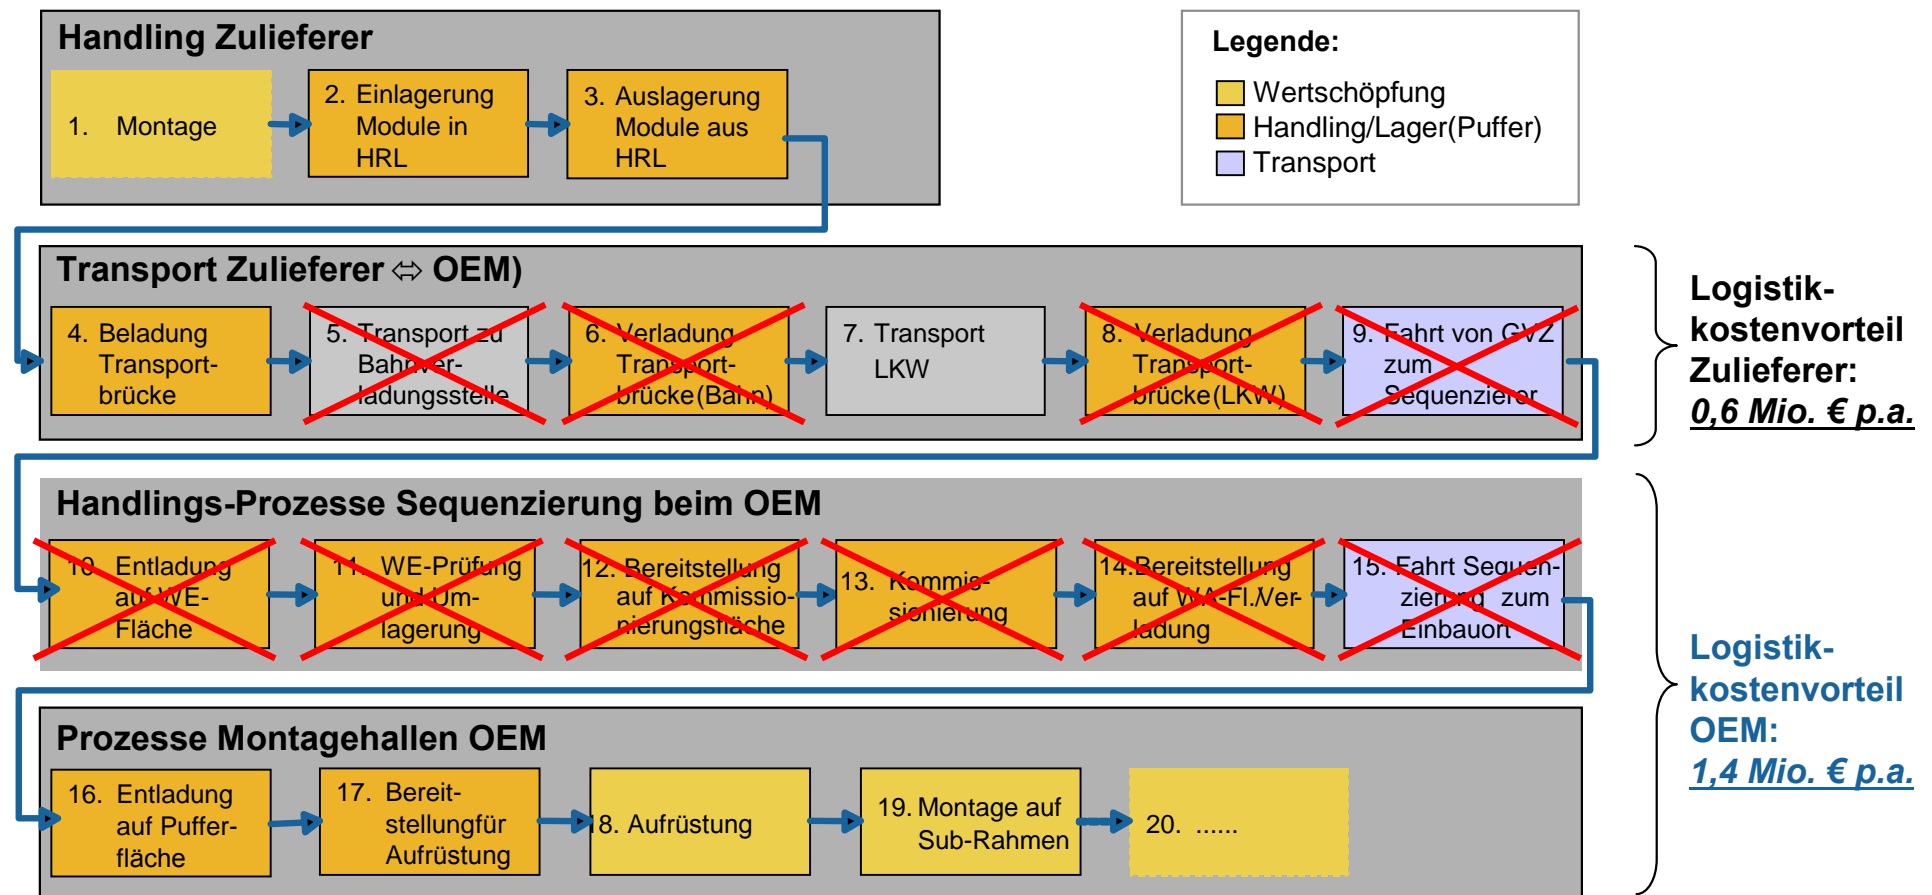 Handling Zulieferer
1. Montage
2. Einlagerung
Module in
HRL
3. Auslagerung
Module aus
HRL
Legende:
Wertschöpfung
Handling/Lager(Puffer)
Transport
Transport Zulieferer ⇔ OEM)
4. Beladung
Transport-
brücke
5. Transport zu
Bahnver-
ladungsstelle
6. Verladung
Transport-
brücke(Bahn)
7. Transport
LKW
8. Verladung
Transport-
brücke(LKW)
9. Fahrt von GVZ
zum
Sequenzierer
Logistik-
kostenvorteil
Zulieferer:
0,6 Mio. € p.a.
Handlings-Prozesse Sequenzierung beim OEM
10. Entladung
auf WE-
Fläche
11. WE-Prüfung
und Um-
lagerung
12. Bereitstellung
auf Kommissio-
nierungsfläche
13. Kommis-
sionierung
14.Bereitstellung
auf WA-Fl./Ver-
ladung
15. Fahrt Sequen-
zierung zum
Einbauort
Logistik-
kostenvorteil
OEM:
1,4 Mio. € p.a.
Prozesse Montagehallen OEM
16. Entladung
auf Puffer-
fläche
17. Bereit-
stellungfür
Aufrüstung
18. Aufrüstung
19. Montage auf
Sub-Rahmen
20. ......